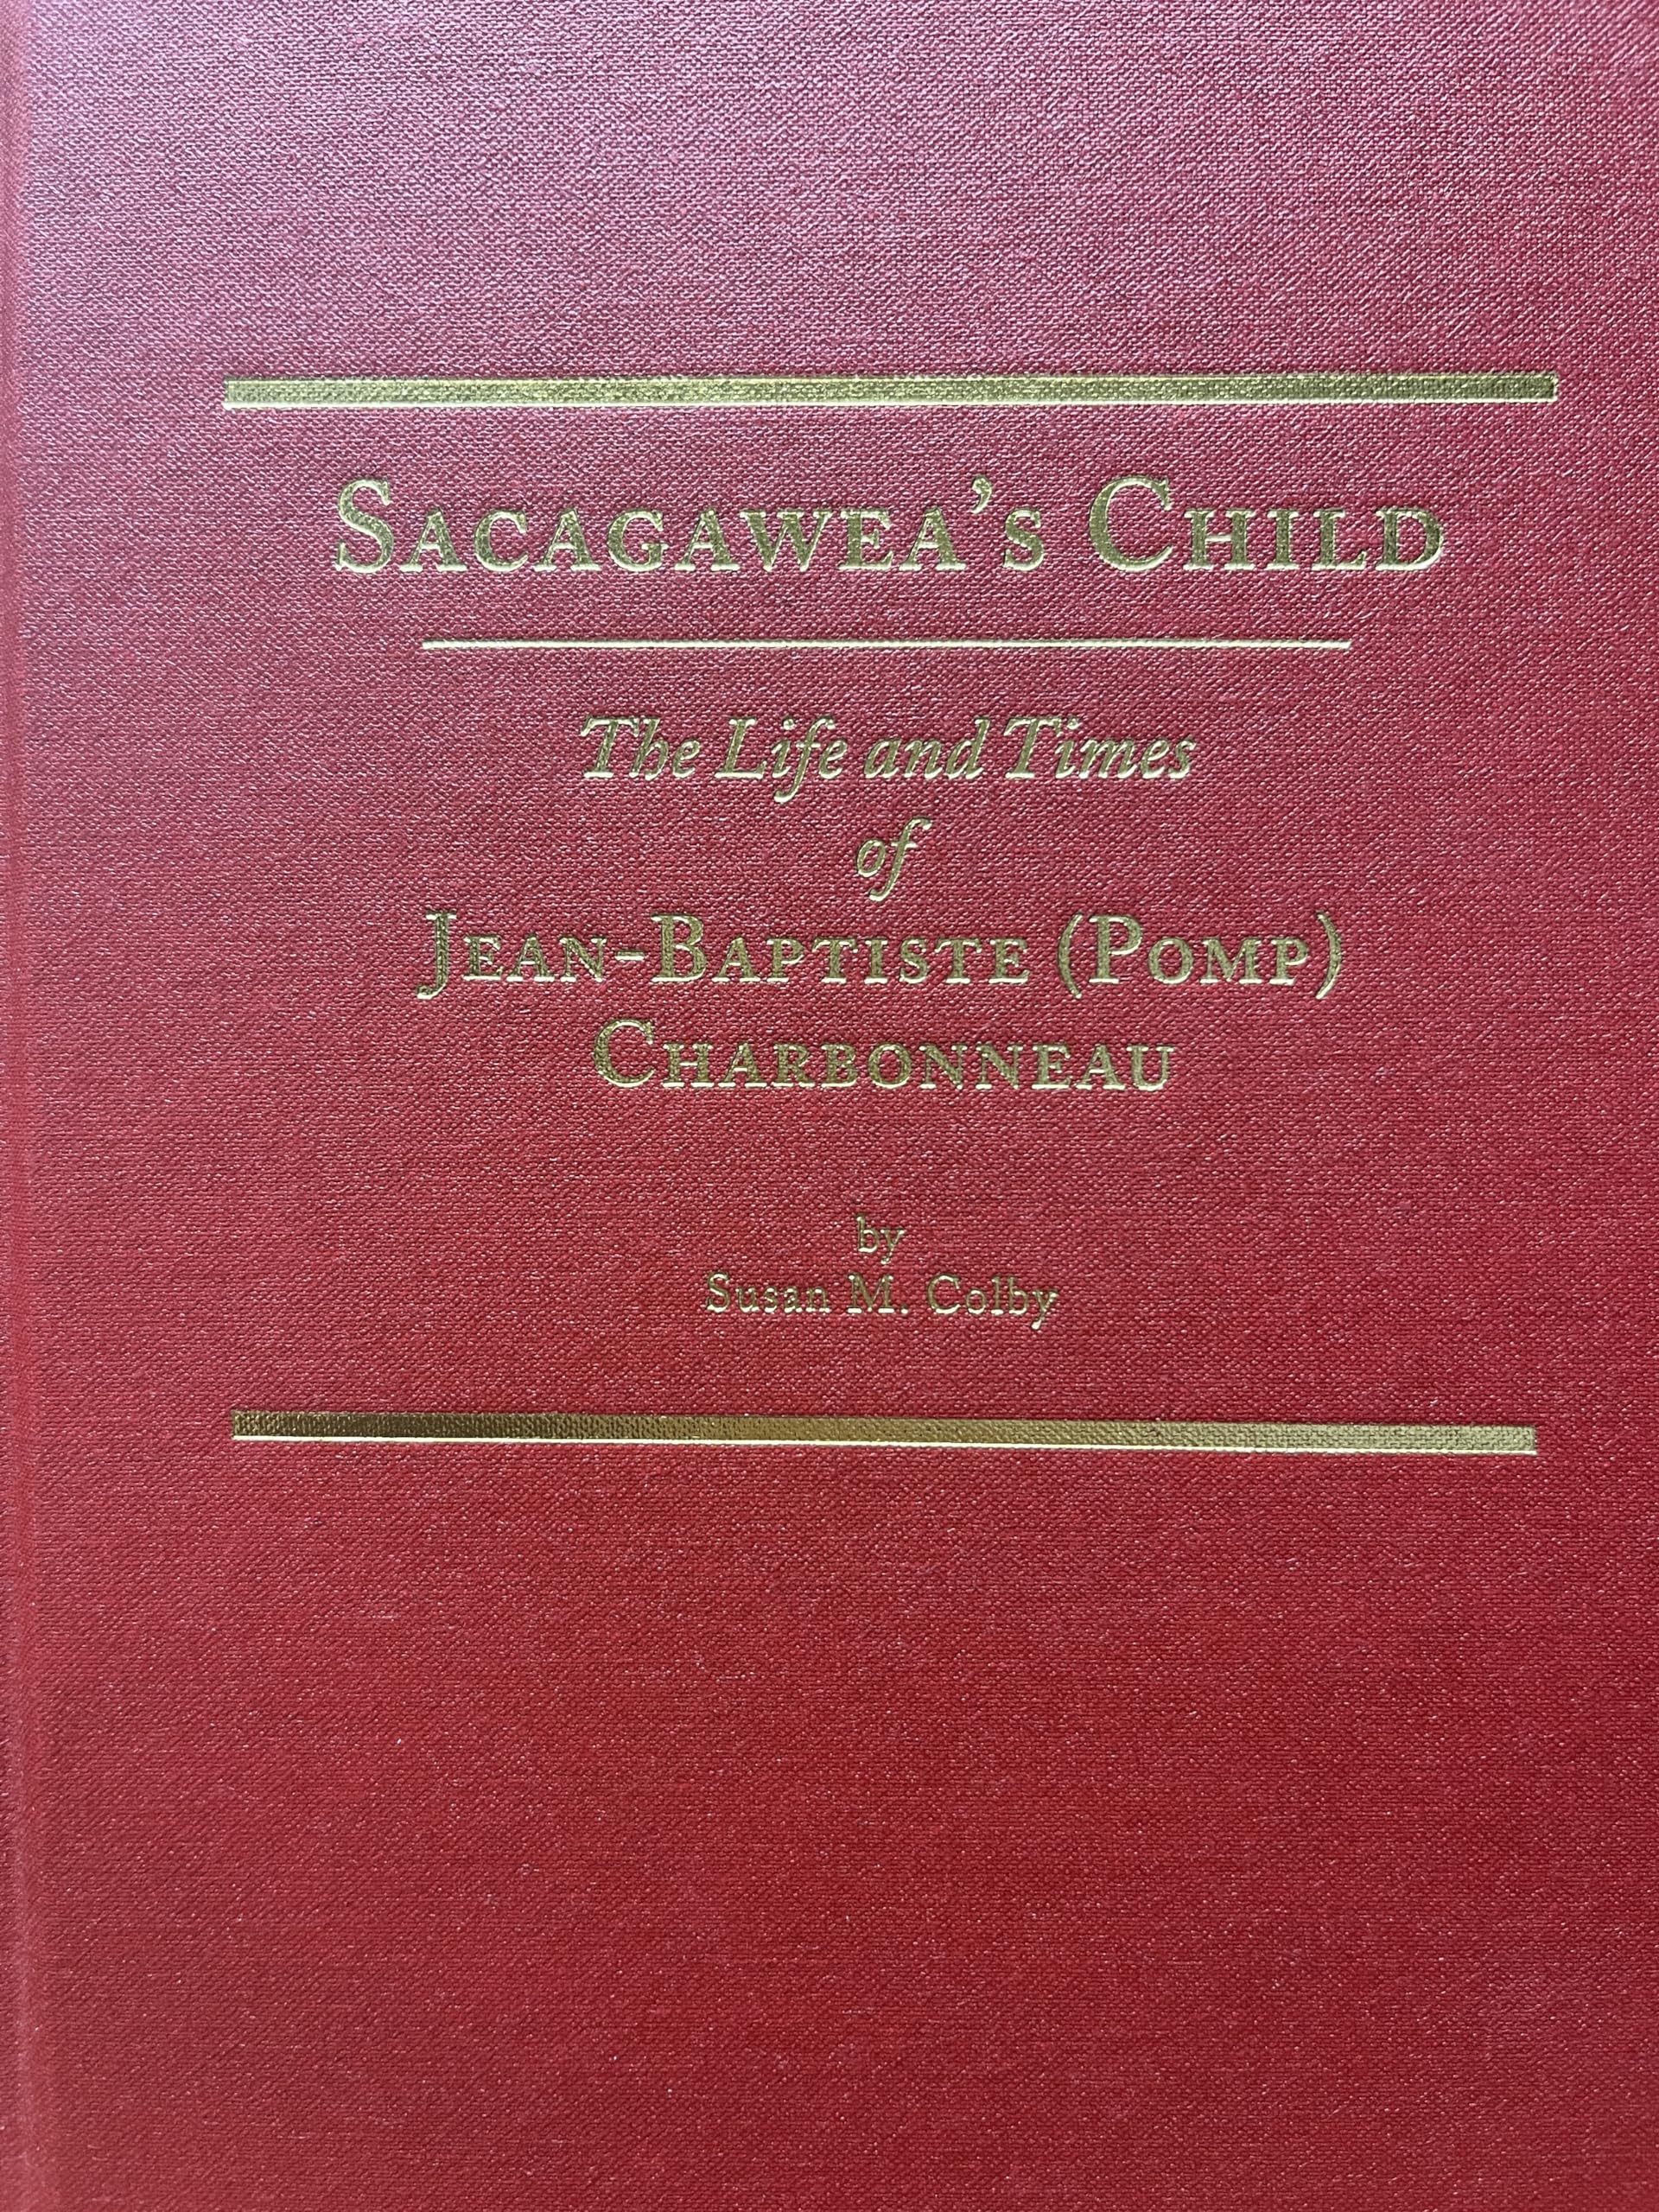 Sacagawea's Child
The Life and Times
of
Jean-Baptiste (Pomp)
Charbonneau
by
Susan M. Colby